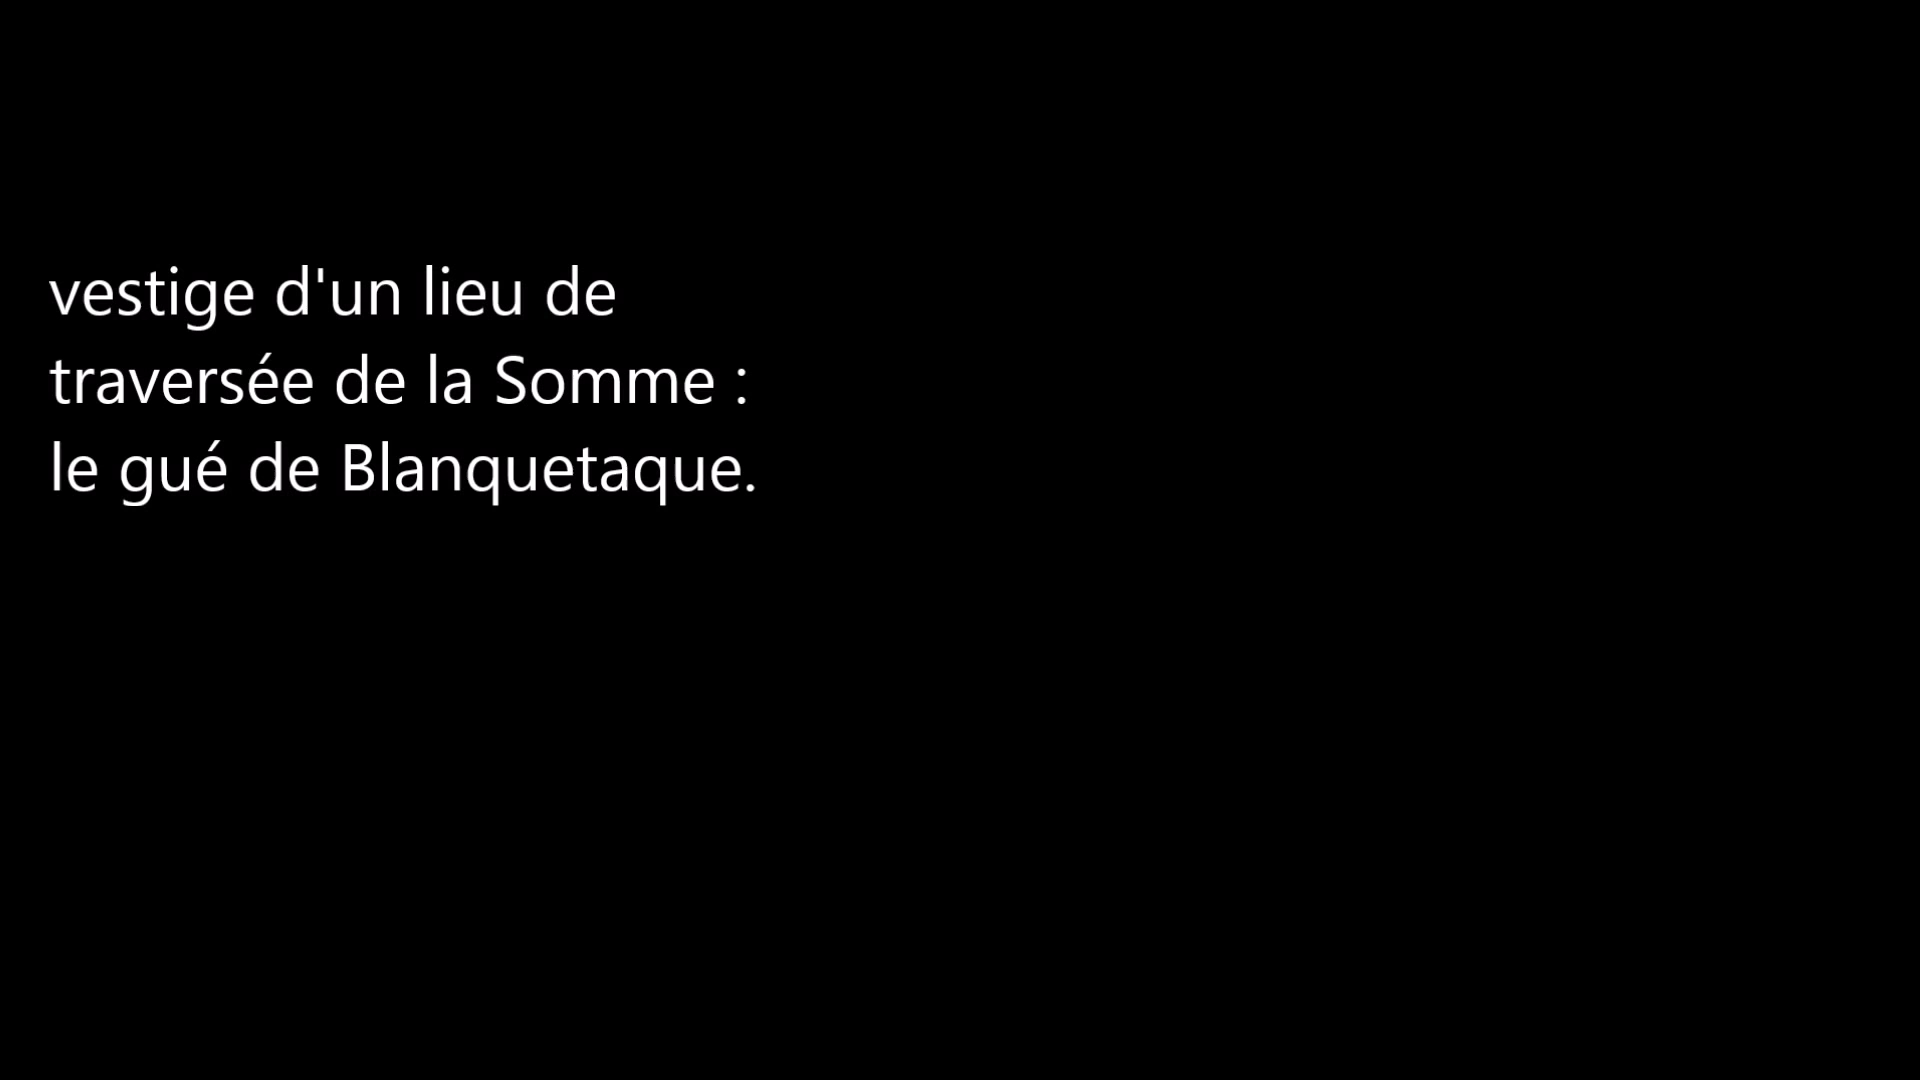 vestige d'un lieu de
traversée de la Somme :
le gué de Blanquetaque.